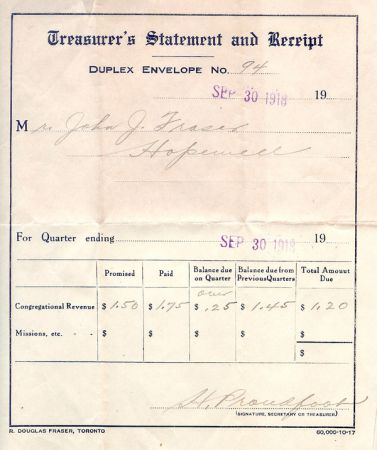 Treasurer's Statement and Receipt
DUPLEX ENVELOPE No. 94
SEP 30 1918 19
Mr. John J. Fraser
Hopewell
For Quarter ending SEP 30 1918 19
Promised Paid Balance due on Quarter Balance due from Previous Quarters Total Amount Due
over
Congregational Revenue $ 1.50 $ 1.75 $ .25 $ 1.45 $ 1.20
Missions, etc. - - $ $ $ $ $
$
H. Proudfoot
(SIGNATURE, SECRETARY OR TREASURER)
R. DOUGLAS FRASER, TORONTO 60,000-10-17